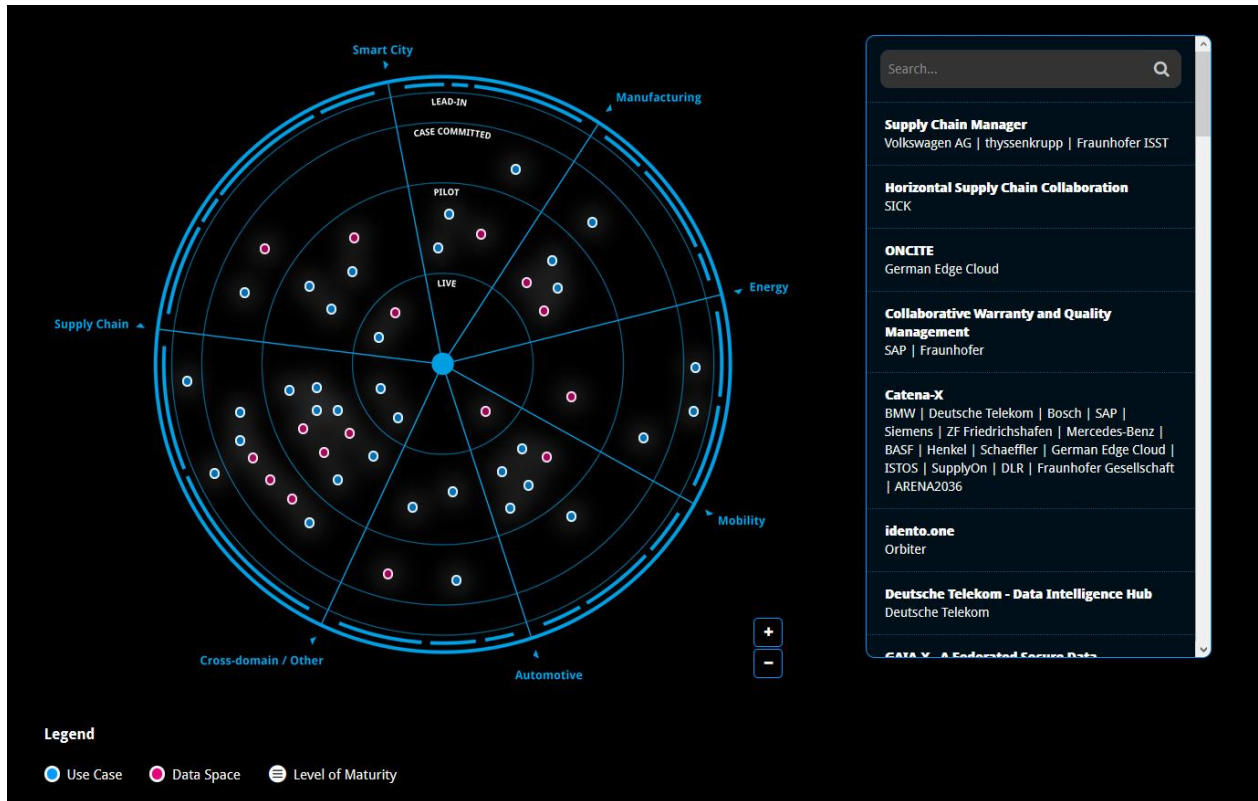 Smart City
Manufacturing
Energy
Mobility
Automotive
Cross-domain / Other
Supply Chain
LEAD-IN
CASE COMMITTED
PILOT
LIVE
+
−
Search...
Supply Chain Manager
Volkswagen AG | thyssenkrupp | Fraunhofer ISST
Horizontal Supply Chain Collaboration
SICK
ONCITE
German Edge Cloud
Collaborative Warranty and Quality
Management
SAP | Fraunhofer
Catena-X
BMW | Deutsche Telekom | Bosch | SAP |
Siemens | ZF Friedrichshafen | Mercedes-Benz |
BASF | Henkel | Schaeffler | German Edge Cloud |
ISTOS | SupplyOn | DLR | Fraunhofer Gesellschaft
| ARENA2036
idento.one
Orbiter
Deutsche Telekom - Data Intelligence Hub
Deutsche Telekom
GAIA-X - A Federated Secure Data
Legend
Use Case
Data Space
Level of Maturity